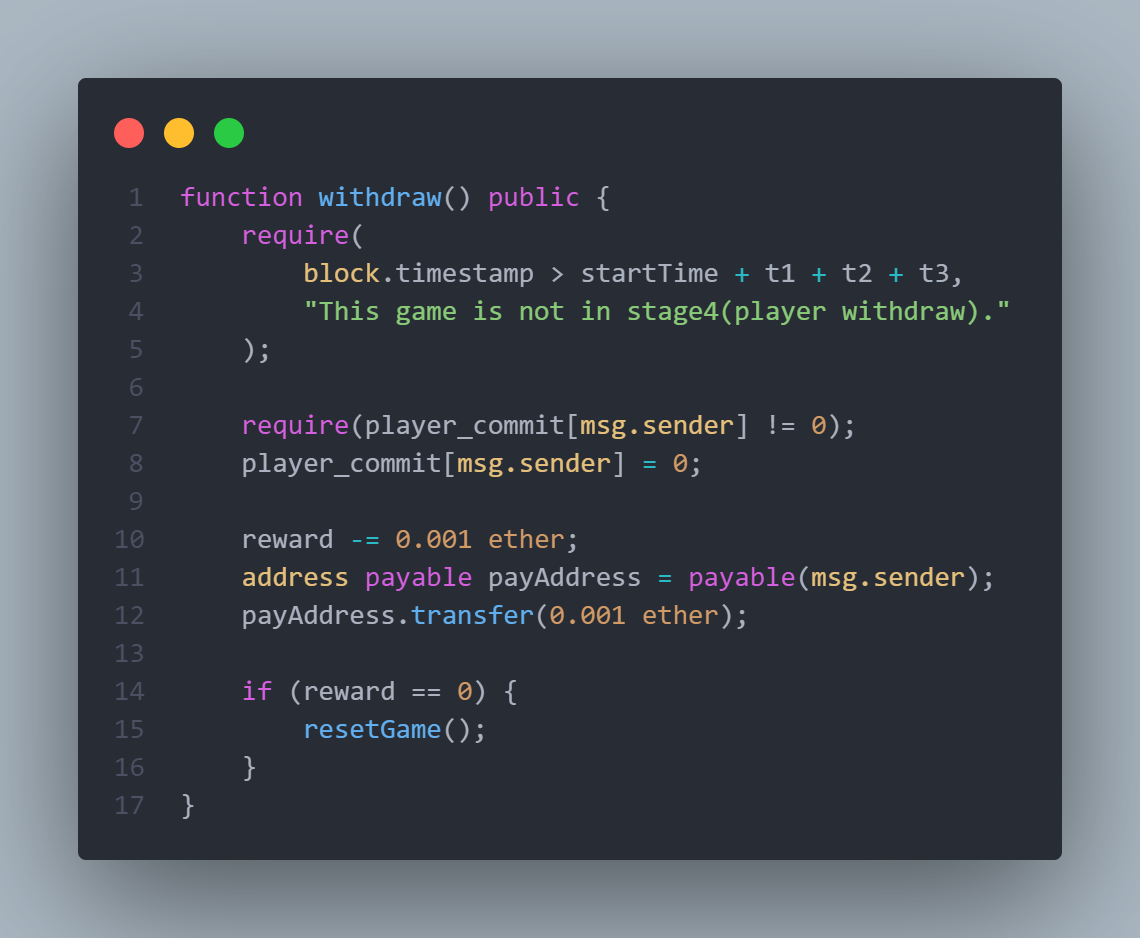 1 function withdraw() public {
2     require(
3         block.timestamp > startTime + t1 + t2 + t3,
4         "This game is not in stage4(player withdraw)."
5     );
6
7     require(player_commit[msg.sender] != 0);
8     player_commit[msg.sender] = 0;
9
10     reward -= 0.001 ether;
11     address payable payAddress = payable(msg.sender);
12     payAddress.transfer(0.001 ether);
13
14     if (reward == 0) {
15         resetGame();
16     }
17 }